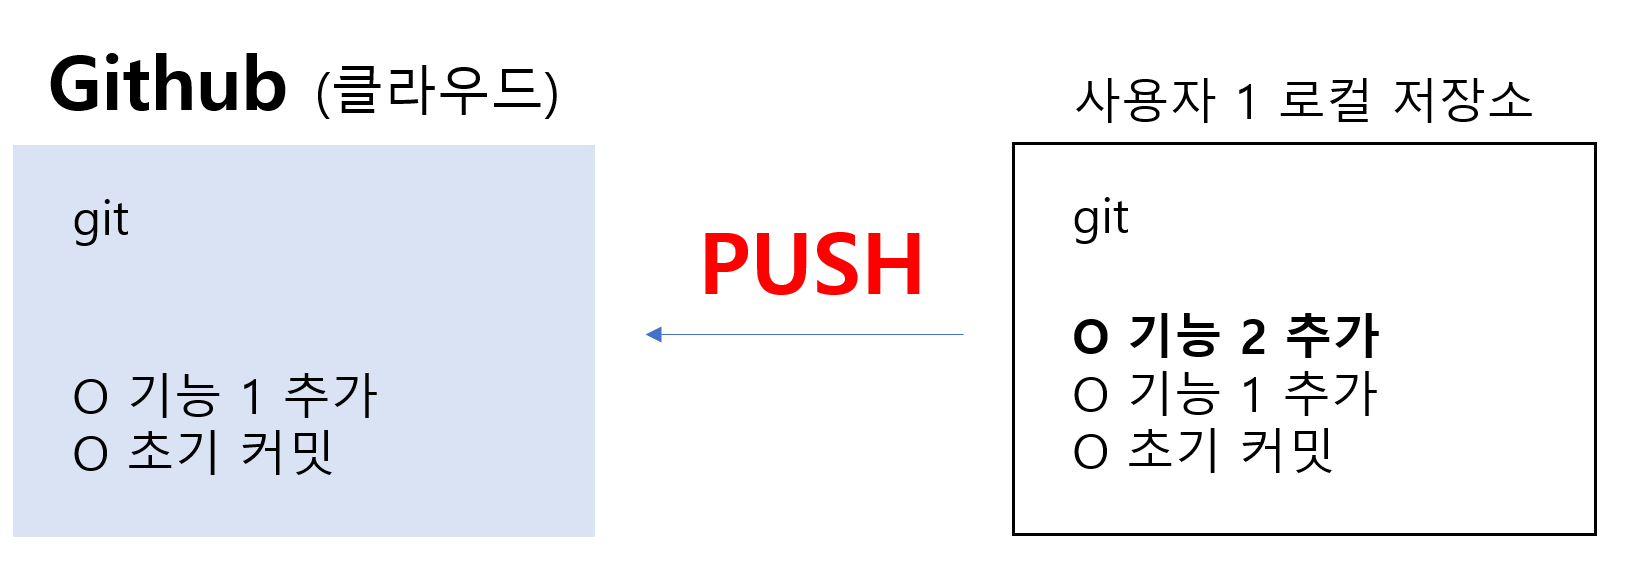 Github (클라우드)
git
O 기능 1 추가
O 초기 커밋
PUSH
사용자 1 로컬 저장소
git
O 기능 2 추가
O 기능 1 추가
O 초기 커밋